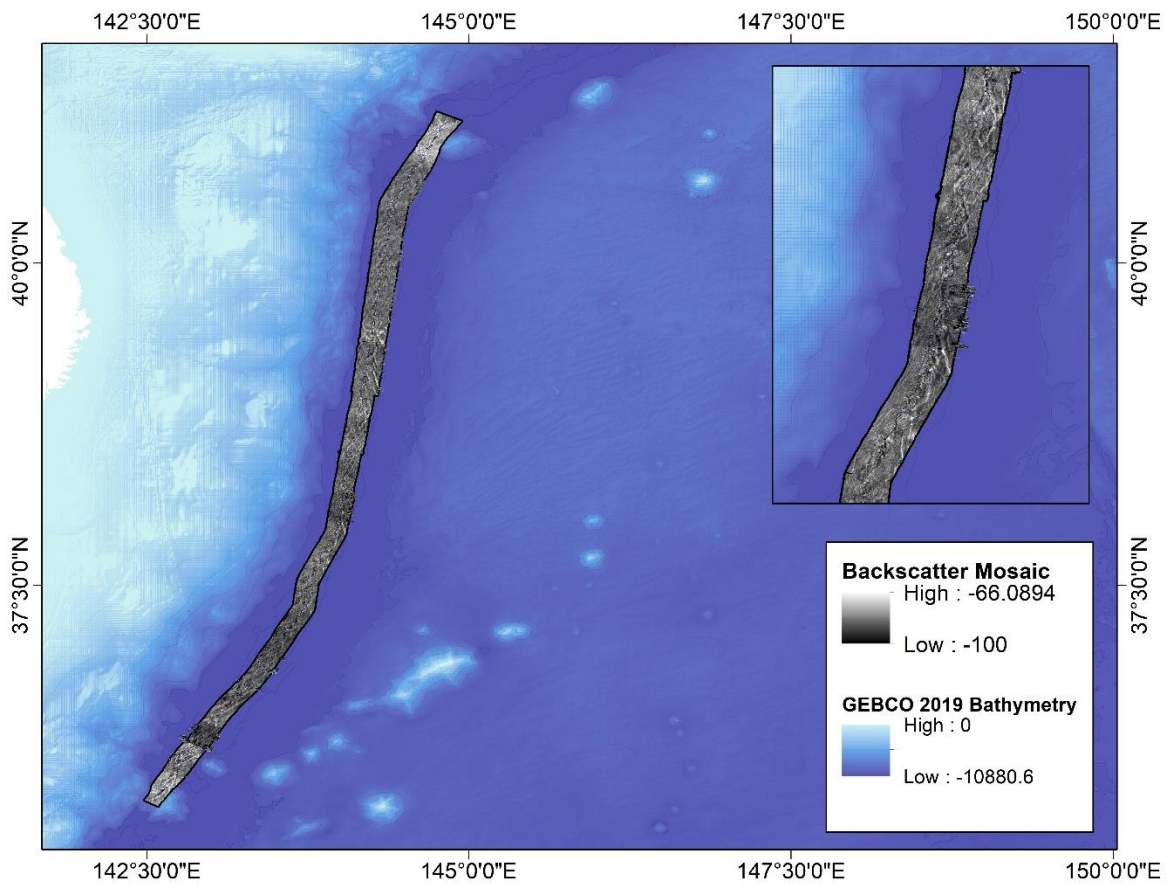 142°30'0"E 145°0'0"E 147°30'0"E 150°0'0"E
40°0'0"N
40°0'0"N
37°30'0"N
37°30'0"N
Backscatter Mosaic
High : -66.0894
Low : -100
GEBCO 2019 Bathymetry
High : 0
Low : -10880.6
142°30'0"E 145°0'0"E 147°30'0"E 150°0'0"E